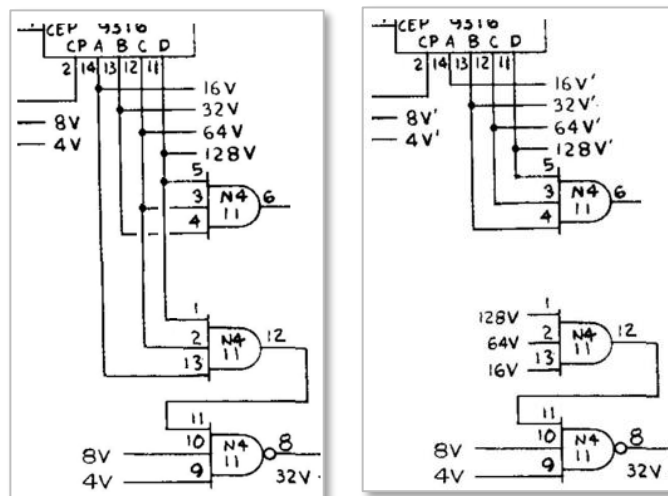 CEP 9316
CP A B C D
2 14 13 12 11
16V
32V
8V
64V
4V
128V
5
3 N4 6
4 11
1
2 N4 12
13 11
11
10 N4 8
8V 11
9 32V
4V
CEP 9316
CP A B C D
2 14 13 12 11
16V'
32V'
8V'
64V'
4V'
128V'
5
3 N4 6
4 11
1
128V
2 N4 12
64V 11
13
16V
11
10 N4 8
8V 11
9 32V
4V